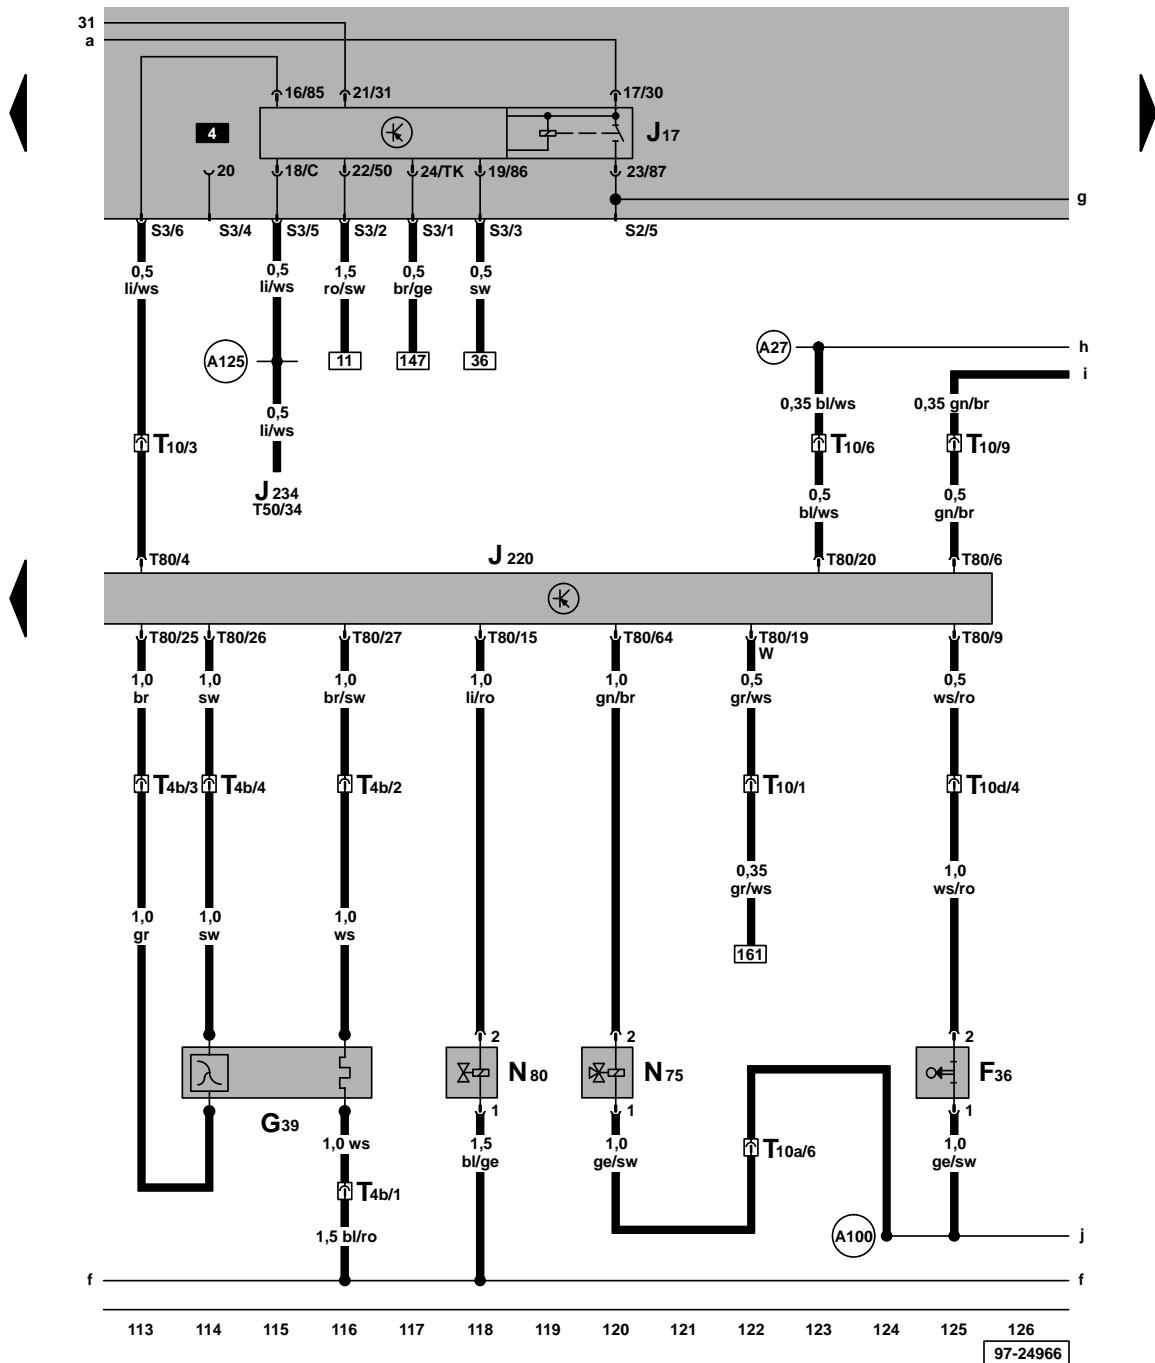 31
a
16/85 21/31 17/30
4
J17
20 18/C 22/50 24/TK 19/86 23/87
g
S3/6 S3/4 S3/5 S3/2 S3/1 S3/3 S2/5
0,5 0,5 1,5 0,5 0,5
li/ws li/ws ro/sw br/ge sw
A125 11 147 36 A27 h
i
0,5 0,35 bl/ws 0,35 gn/br
li/ws
T10/3 T10/6 T10/9
J 234 0,5 0,5
T50/34 bl/ws gn/br
T80/4 J 220 T80/20 T80/6
T80/25 T80/26 T80/27 T80/15 T80/64 T80/19 T80/9
W
1,0 1,0 1,0 1,0 1,0 0,5 0,5
br sw br/sw li/ro gn/br gr/ws ws/ro
T4b/3 T4b/4 T4b/2 T10/1 T10d/4
0,35 1,0
gr/ws ws/ro
1,0 1,0 1,0
gr sw ws
161
2 2 2
N 80 N 75 F36
G39 1 1 1
1,0 ws 1,5 1,0 T10a/6 1,0
bl/ge ge/sw ge/sw
T4b/1
1,5 bl/ro A100 j
f f
113 114 115 116 117 118 119 120 121 122 123 124 125 126
97-24966